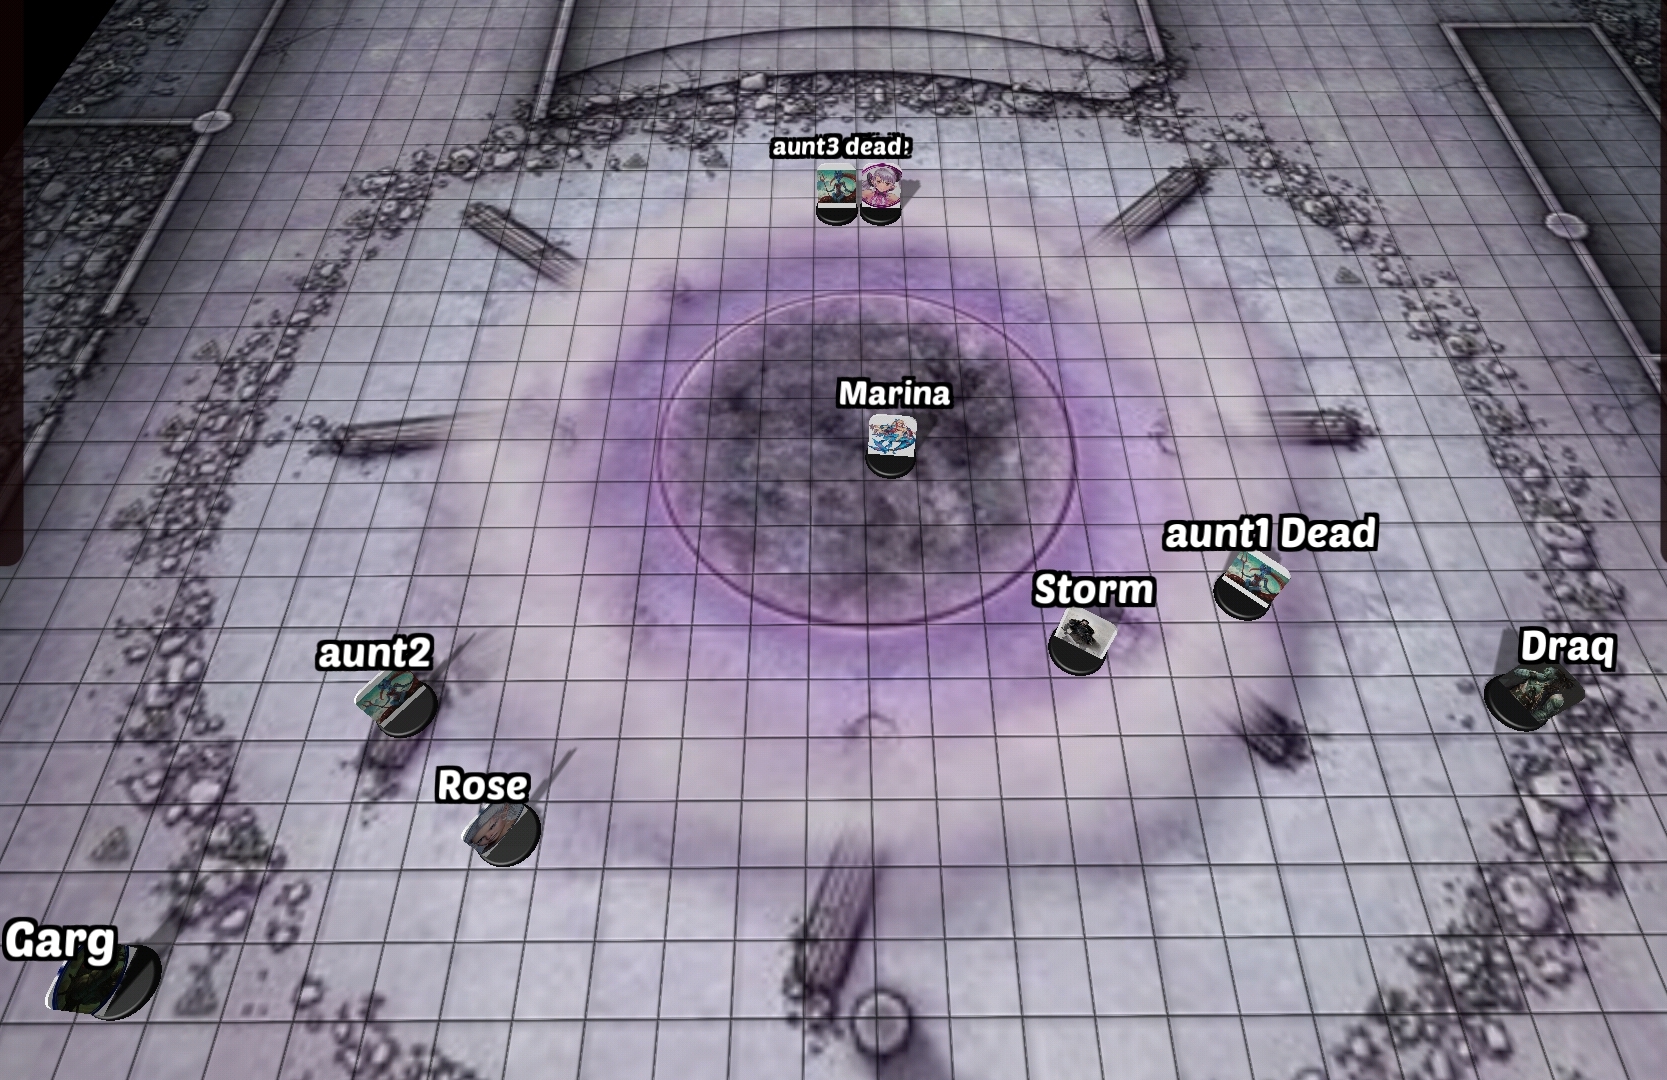 aunt3 dead
Marina
aunt1 Dead
Storm
Draq
aunt2
Rose
Garg